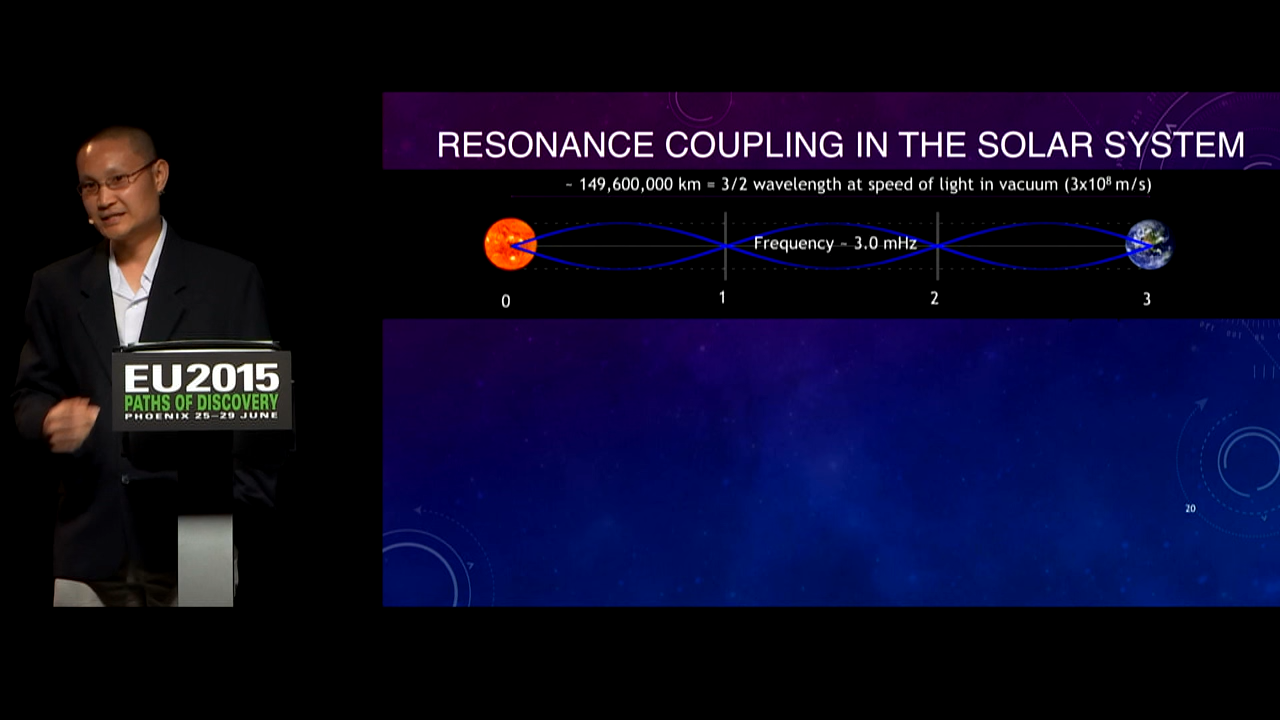 RESONANCE COUPLING IN THE SOLAR SYSTEM
~ 149,600,000 km = 3/2 wavelength at speed of light in vacuum (3x10⁸ m/s)
Frequency ~ 3.0 mHz
0 1 2 3
20
EU2015
PATHS OF DISCOVERY
PHOENIX 25–29 JUNE